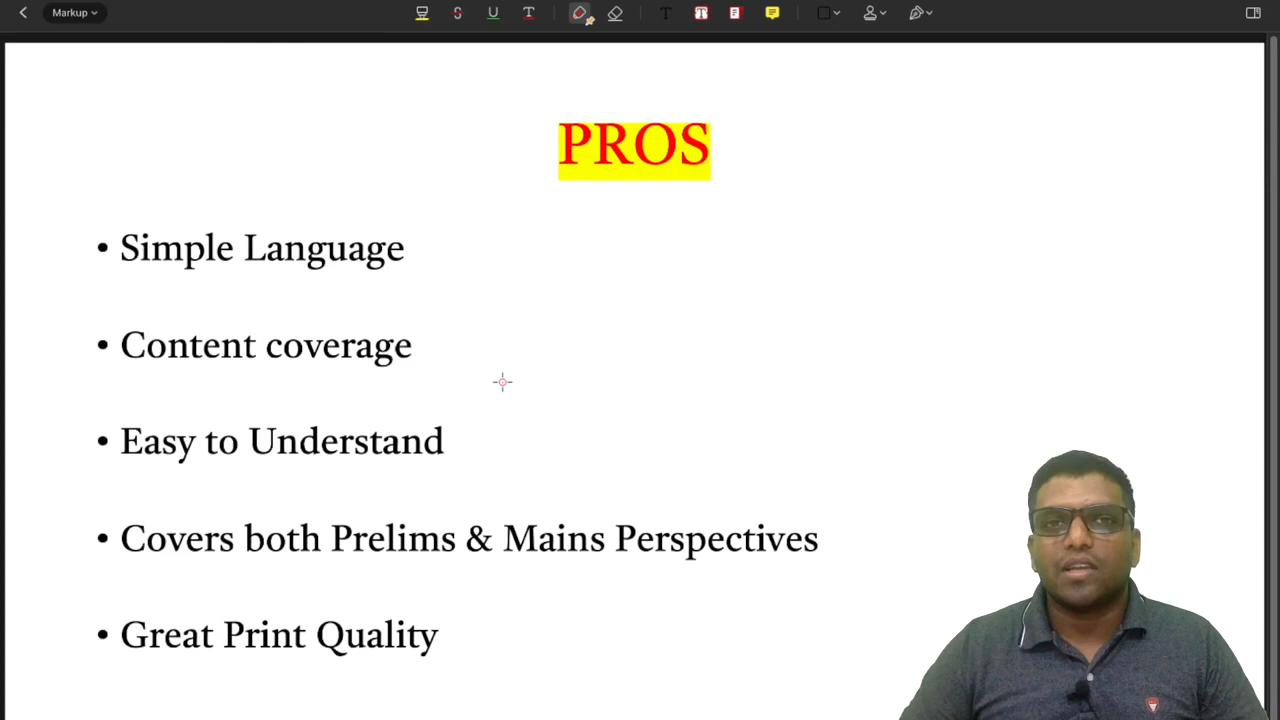 Markup
PROS
• Simple Language
• Content coverage
• Easy to Understand
• Covers both Prelims & Mains Perspectives
• Great Print Quality